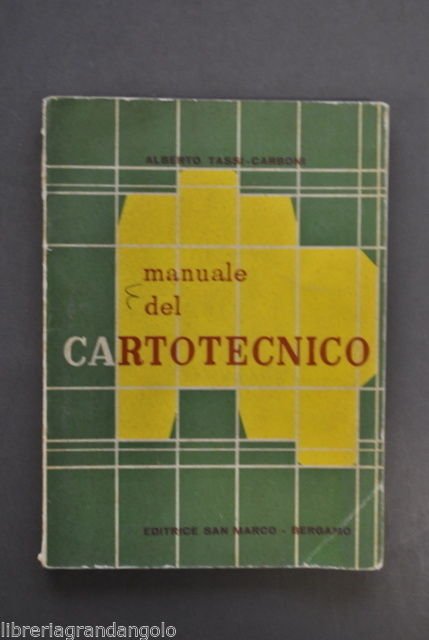 ALBERTO TASSI-CARBONI
manuale
del
CARTOTECNICO
EDITRICE SAN MARCO - BERGAMO
libreriagrandangolo